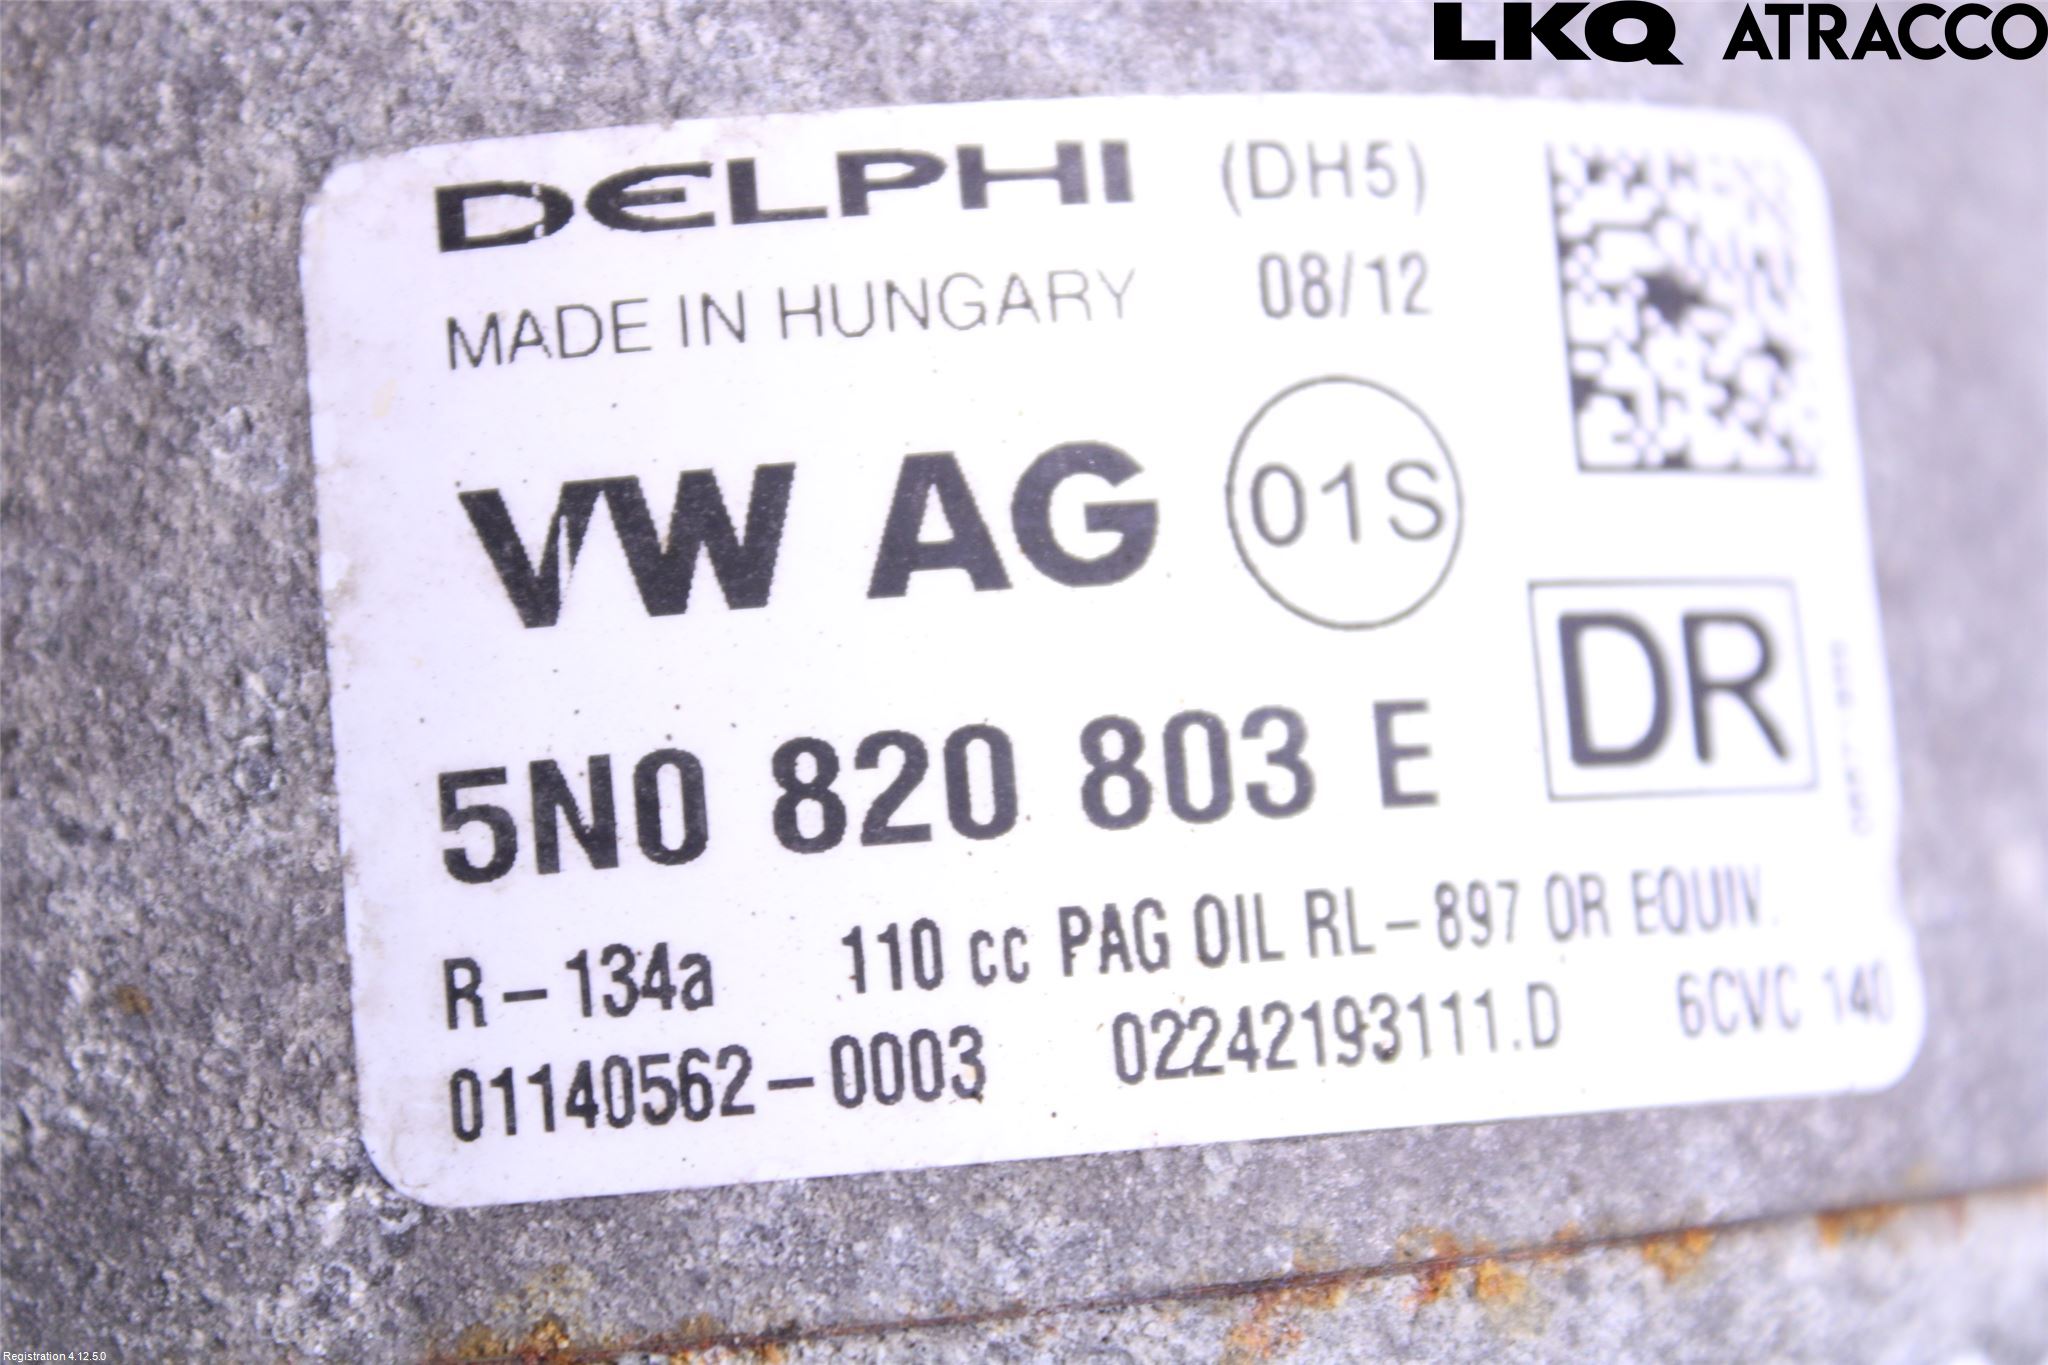 LKQ ATRACCO
DELPHI (DH5)
MADE IN HUNGARY 08/12
VW AG 01S
DR
5N0 820 803 E
R-134a 110 cc PAG OIL RL-897 OR EQUIV.
01140562-0003 02242193111.D 6CVC 140
Registration 4.12.5.0